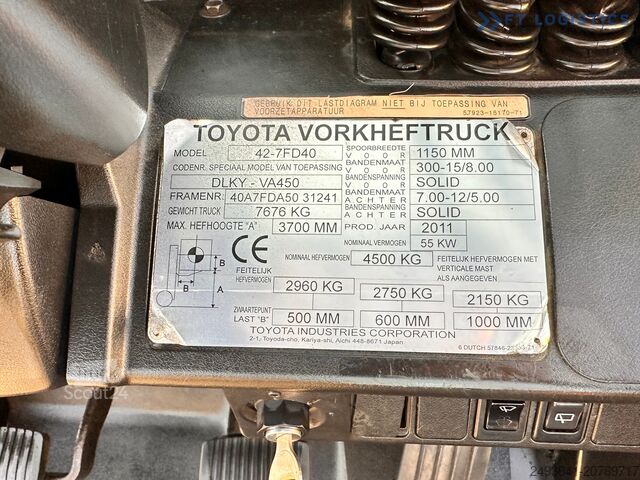 FT LOGISTICS
GEBRUIK DIT LASTDIAGRAM NIET BIJ TOEPASSING VAN
VOORZETAPPARATUUR
57923-15170-71
TOYOTA VORKHEFTRUCK
MODEL 42-7FD40
SPOORBREEDTE VOOR 1150 MM
CODENR. SPECIAAL MODEL VAN TOEPASSING
BANDENMATEN VOOR 300-15/8.00
DLKY - VA450
BANDENSPANNING VOOR SOLID
FRAMENR. 40A7FDA50 31241
BANDENMATEN ACHTER 7.00-12/5.00
GEWICHT TRUCK 7676 KG
BANDENSPANNING ACHTER SOLID
MAX. HEFHOOGTE "A" 3700 MM
PROD. JAAR 2011
NOMINAAL VERMOGEN 55 KW
CE
NOMINAAL HEFVERMOGEN 4500 KG
FEITELIJK HEFVERMOGEN MET
VERTICALE MAST
ALS AANGEGEVEN
B
B
A
FEITELIJK
HEFVERMOGEN 2960 KG 2750 KG 2150 KG
ZWAARTEPUNT
LAST "B" 500 MM 600 MM 1000 MM
TOYOTA INDUSTRIES CORPORATION
2-1, Toyoda-cho, Kariya-shi, Aichi 448-8671 Japan
6 DUTCH
Scout24